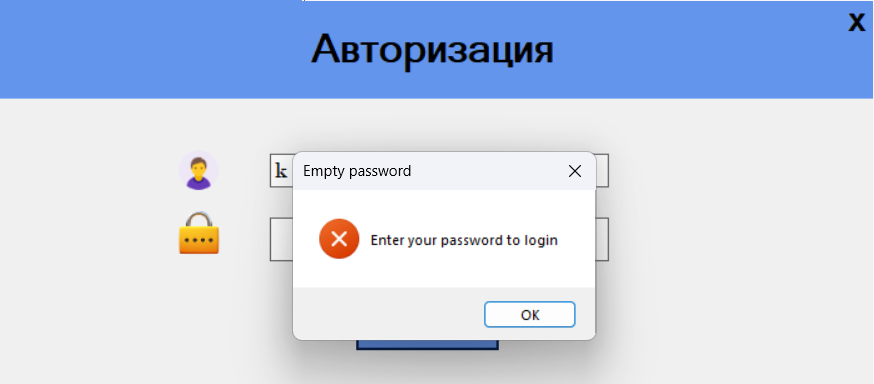 X
Авторизация
k
Empty password
Enter your password to login
OK